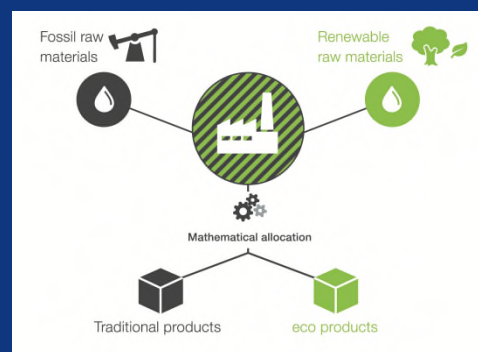 Fossil raw
materials
Renewable
raw materials
Mathematical allocation
Traditional products
eco products